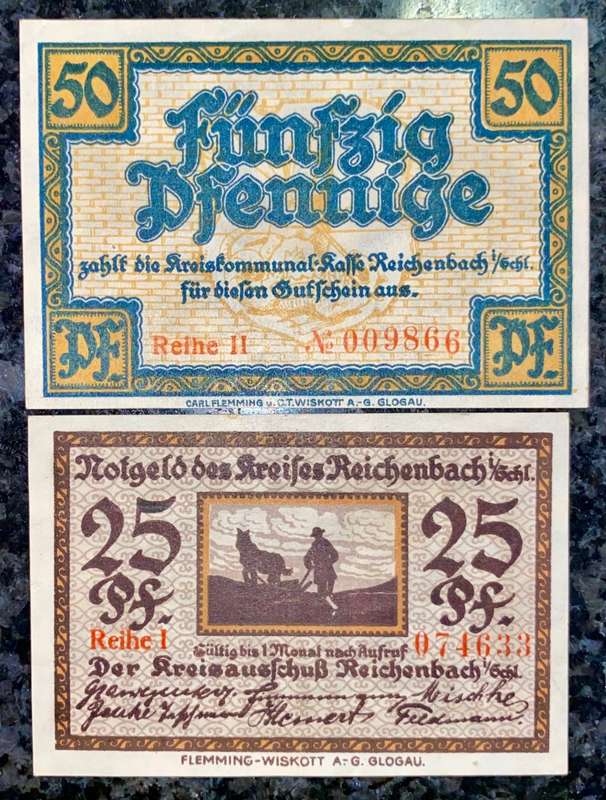 50 50
Fünfzig
Pfennige
zahlt die Kreiskommunal-Kasse Reichenbach i/Schl.
für diesen Gutschein aus.
Pf. Reihe II № 009866 Pf.
CARL FLEMMING u. C.T. WISKOTT A.-G. GLOGAU.
Notgeld des Kreises Reichenbach i/Schl.
25 25
Pf. Pf.
Reihe I Gültig bis 1 Monat nach Aufruf 074633
Der Kreisausschuß Reichenbach i/Schl.
Mischke
Feldmann.
FLEMMING-WISKOTT A.-G. GLOGAU.